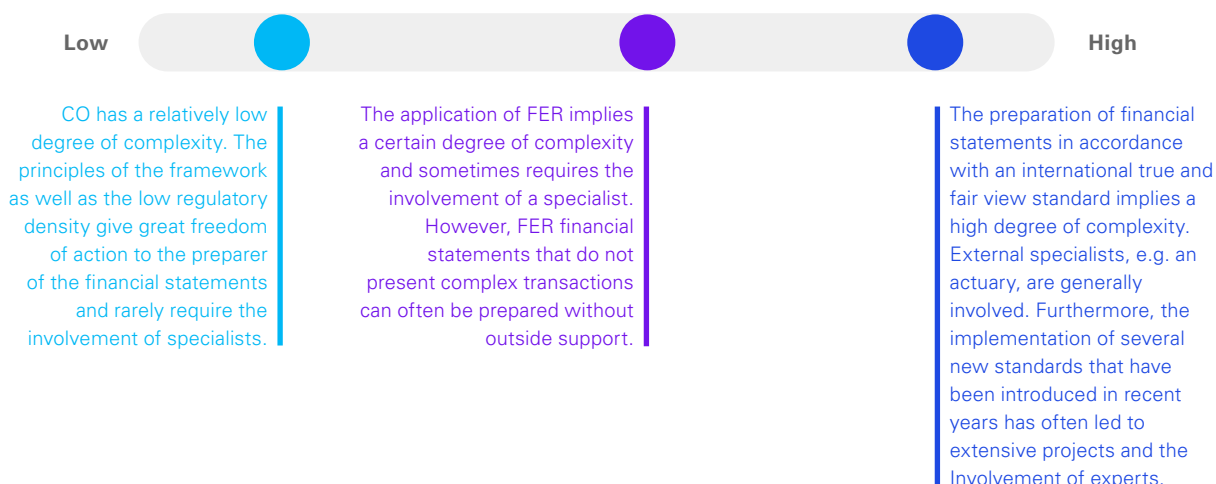 Low
High
CO has a relatively low
degree of complexity. The
principles of the framework
as well as the low regulatory
density give great freedom
of action to the preparer
of the financial statements
and rarely require the
involvement of specialists.
The application of FER implies
a certain degree of complexity
and sometimes requires the
involvement of a specialist.
However, FER financial
statements that do not
present complex transactions
can often be prepared without
outside support.
The preparation of financial
statements in accordance
with an international true and
fair view standard implies a
high degree of complexity.
External specialists, e.g. an
actuary, are generally
involved. Furthermore, the
implementation of several
new standards that have
been introduced in recent
years has often led to
extensive projects and the
Involvement of experts.